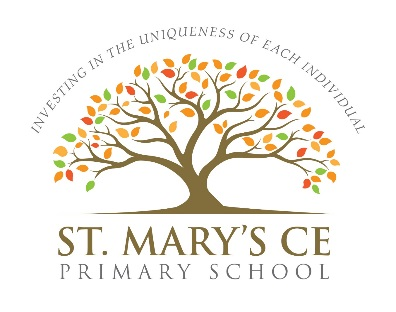 INVESTING IN THE UNIQUENESS OF EACH INDIVIDUAL
ST. MARY'S CE
PRIMARY SCHOOL